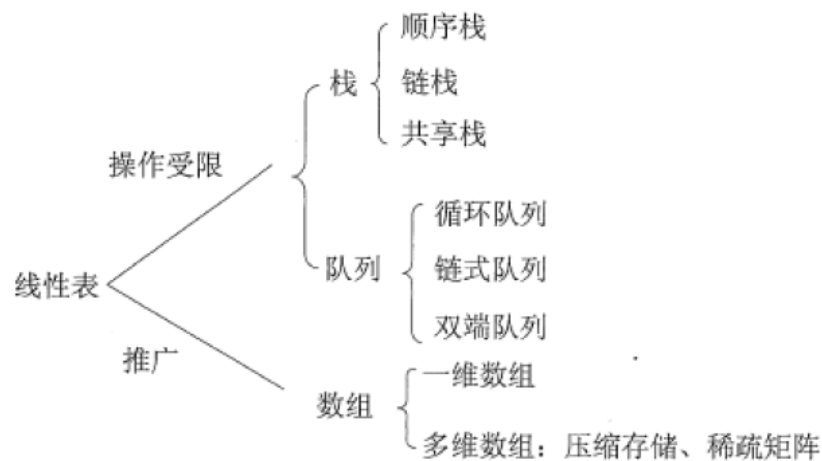 顺序栈
栈
链栈
共享栈
操作受限
循环队列
队列
链式队列
线性表
双端队列
推广
一维数组
数组
多维数组：压缩存储、稀疏矩阵